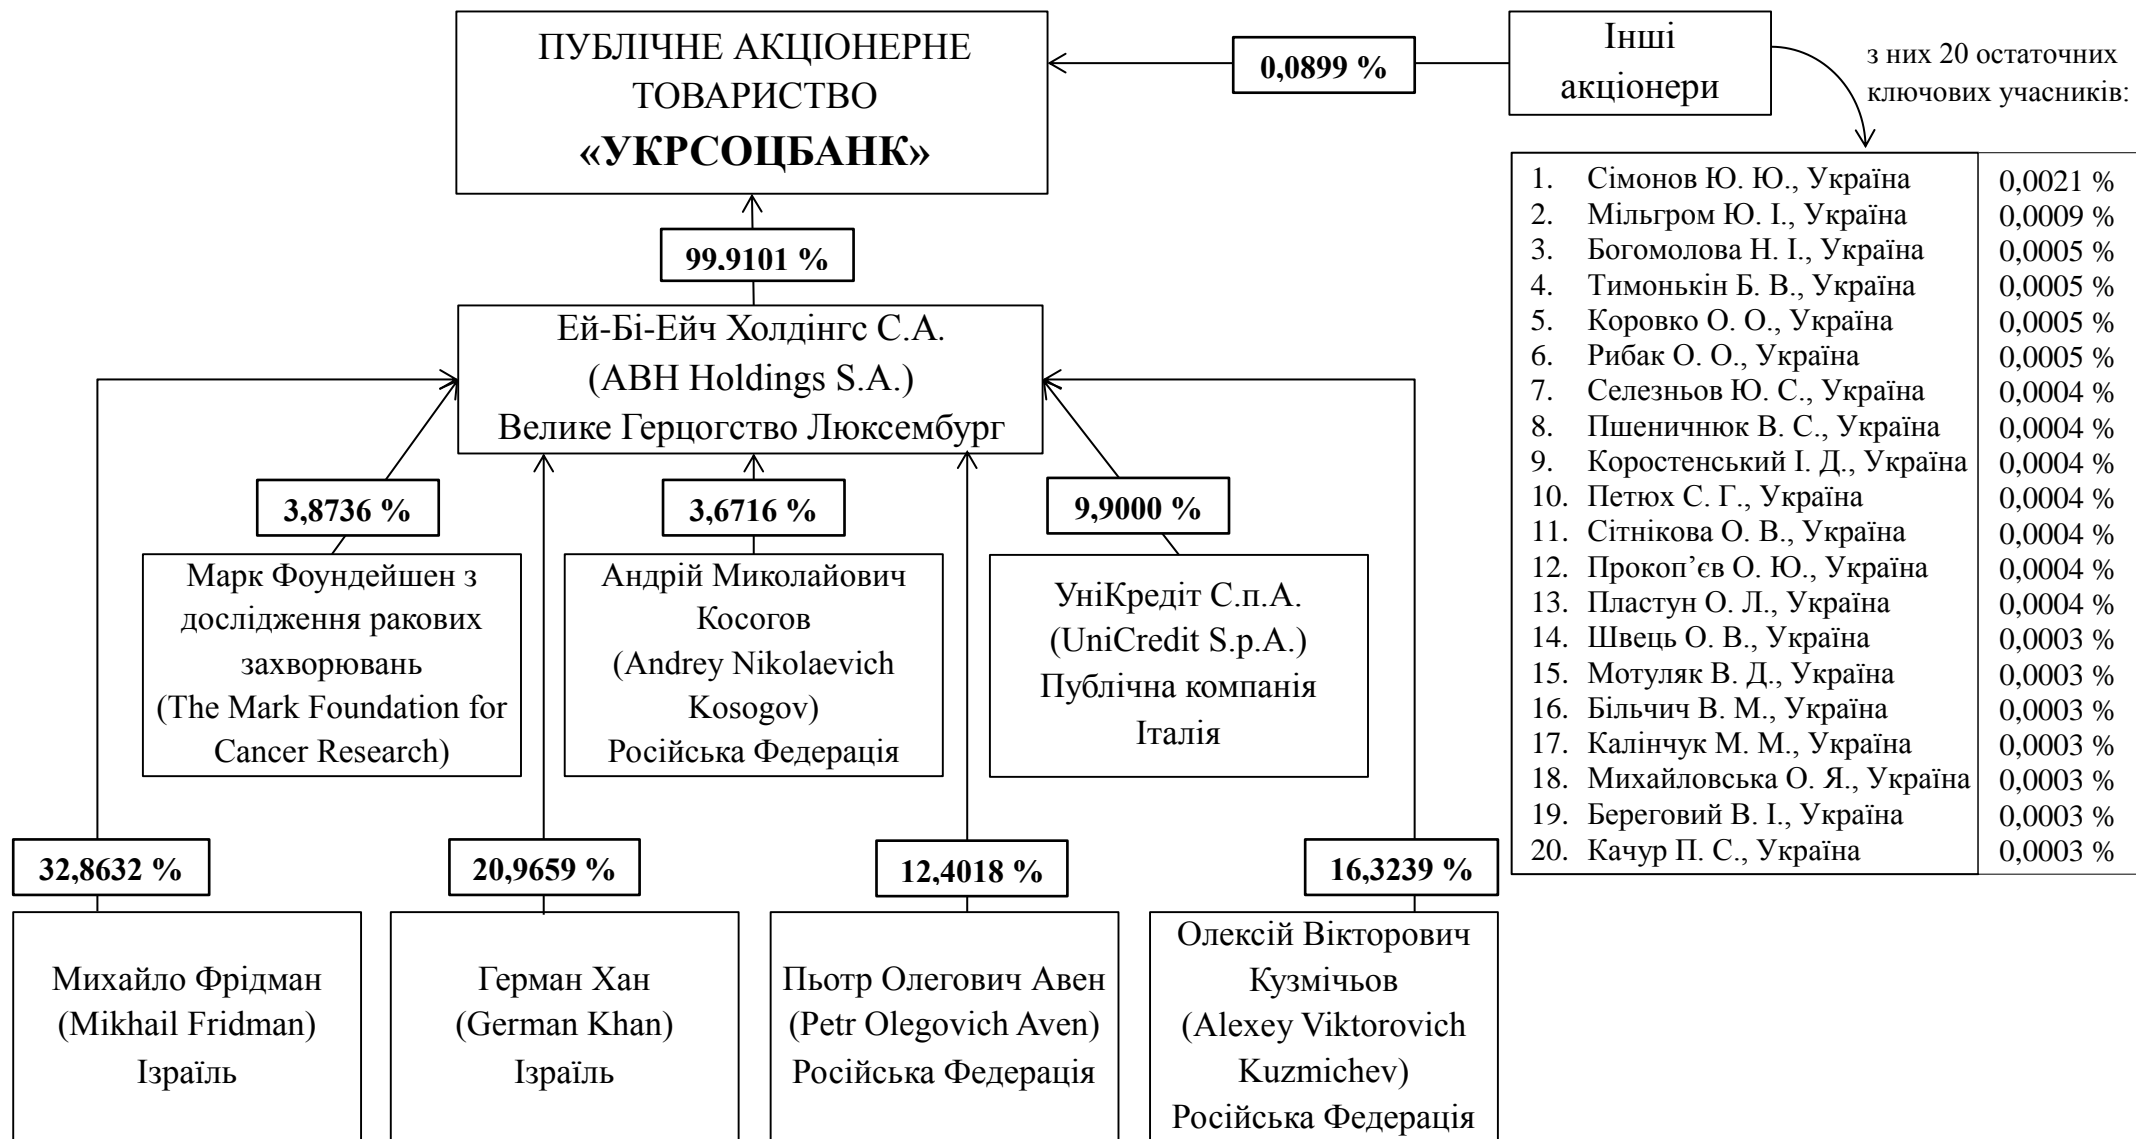 ПУБЛІЧНЕ АКЦІОНЕРНЕ
ТОВАРИСТВО
«УКРСОЦБАНК»
0,0899 %
Інші
акціонери
з них 20 остаточних
ключових учасників:
99,9101 %
Ей-Бі-Ейч Холдінгс С.А.
(ABH Holdings S.A.)
Велике Герцогство Люксембург
1. Сімонов Ю. Ю., Україна 0,0021 %
2. Мільгром Ю. І., Україна 0,0009 %
3. Богомолова Н. І., Україна 0,0005 %
4. Тимонькін Б. В., Україна 0,0005 %
5. Коровко О. О., Україна 0,0005 %
6. Рибак О. О., Україна 0,0005 %
7. Селезньов Ю. С., Україна 0,0004 %
8. Пшеничнюк В. С., Україна 0,0004 %
9. Коростенський І. Д., Україна 0,0004 %
10. Петюх С. Г., Україна 0,0004 %
11. Сітнікова О. В., Україна 0,0004 %
12. Прокоп’єв О. Ю., Україна 0,0004 %
13. Пластун О. Л., Україна 0,0004 %
14. Швець О. В., Україна 0,0003 %
15. Мотуляк В. Д., Україна 0,0003 %
16. Більчич В. М., Україна 0,0003 %
17. Калінчук М. М., Україна 0,0003 %
18. Михайловська О. Я., Україна 0,0003 %
19. Береговий В. І., Україна 0,0003 %
20. Качур П. С., Україна 0,0003 %
3,8736 %
Марк Фоундейшен з
дослідження ракових
захворювань
(The Mark Foundation for
Cancer Research)
3,6716 %
Андрій Миколайович
Косогов
(Andrey Nikolaevich
Kosogov)
Російська Федерація
9,9000 %
УніКредіт С.п.А.
(UniCredit S.p.A.)
Публічна компанія
Італія
32,8632 %
Михайло Фрідман
(Mikhail Fridman)
Ізраїль
20,9659 %
Герман Хан
(German Khan)
Ізраїль
12,4018 %
Пьотр Олегович Авен
(Petr Olegovich Aven)
Російська Федерація
16,3239 %
Олексій Вікторович
Кузмічьов
(Alexey Viktorovich
Kuzmichev)
Російська Федерація